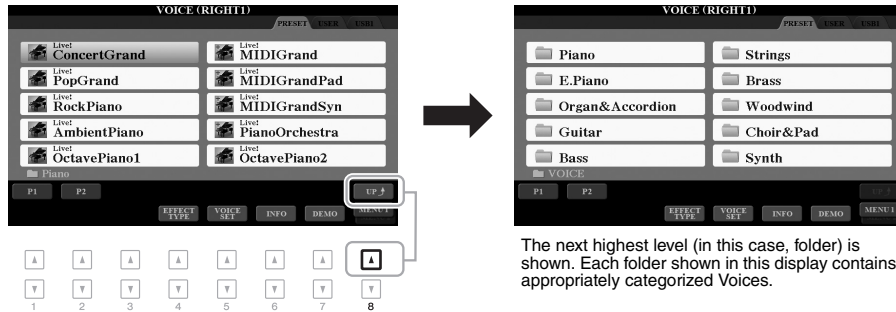 VOICE (RIGHT1)
PRESET USER USB1
Live!
ConcertGrand
Live!
MIDIGrand
Live!
PopGrand
Live!
MIDIGrandPad
Live!
RockPiano
Live!
MIDIGrandSyn
Live!
AmbientPiano
Live!
PianoOrchestra
Live!
OctavePiano1
Live!
OctavePiano2
Piano
P1 P2 UP
EFFECT TYPE VOICE SET INFO DEMO MENU1
1 2 3 4 5 6 7 8
VOICE (RIGHT1)
PRESET USER USB1
Piano Strings
E.Piano Brass
Organ&Accordion Woodwind
Guitar Choir&Pad
Bass Synth
VOICE
P1 P2 UP
EFFECT TYPE VOICE SET INFO DEMO MENU1
The next highest level (in this case, folder) is
shown. Each folder shown in this display contains
appropriately categorized Voices.